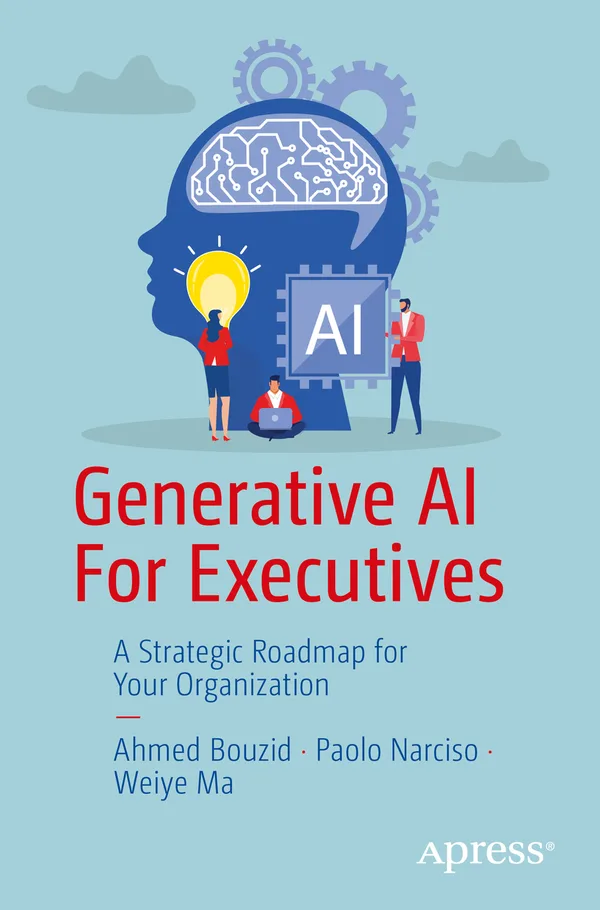 AI
Generative AI
For Executives
A Strategic Roadmap for
Your Organization
Ahmed Bouzid · Paolo Narciso ·
Weiye Ma
Apress®